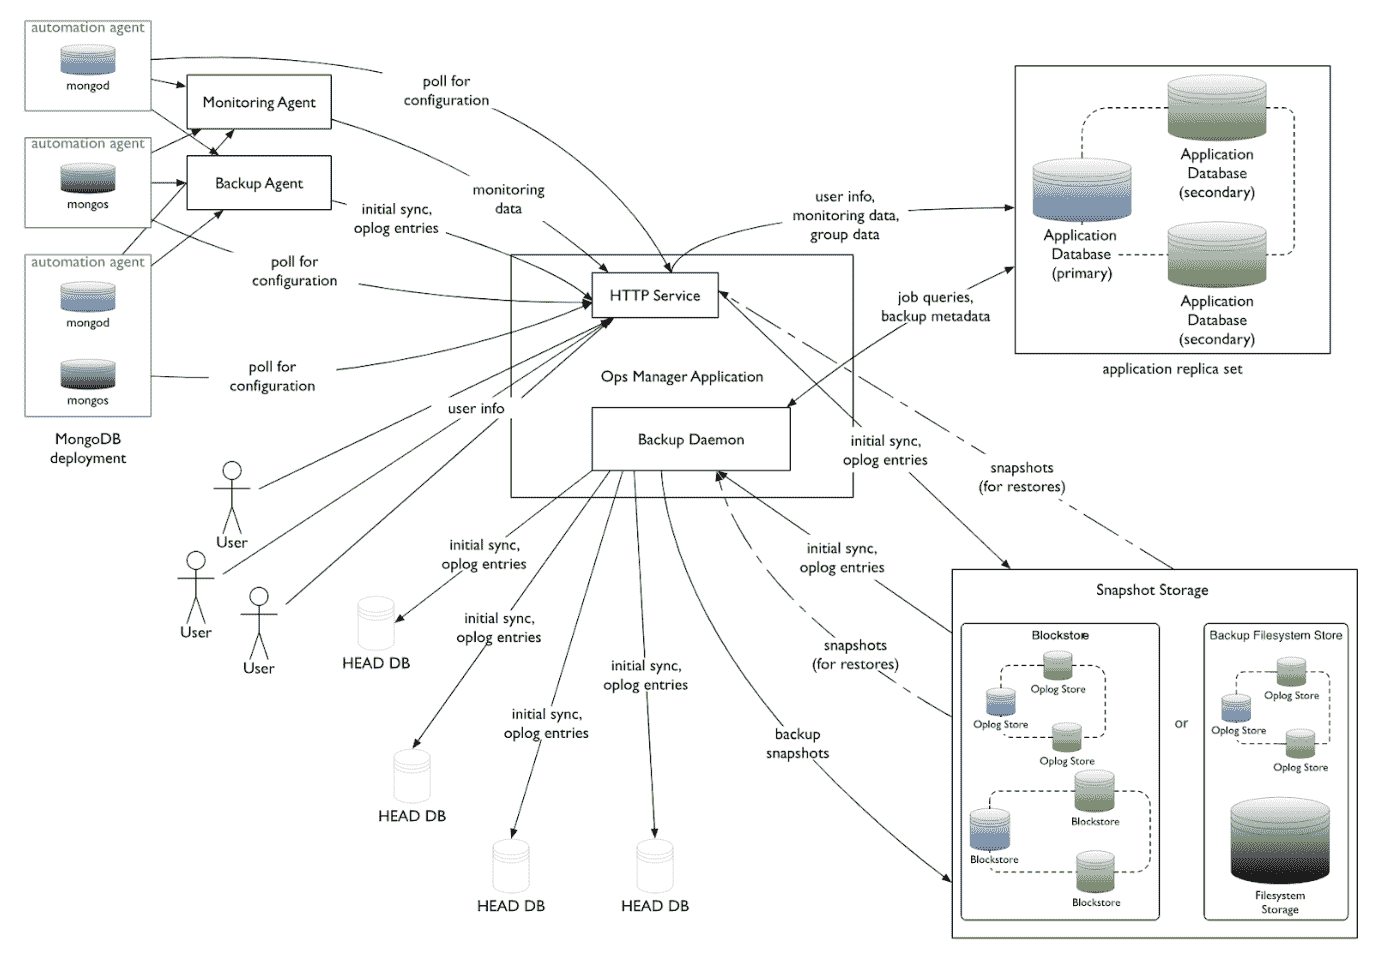 automation agent
mongod
automation agent
mongos
automation agent
mongod
mongos
MongoDB
deployment
Monitoring Agent
Backup Agent
poll for
configuration
monitoring
data
initial sync,
oplog entries
poll for
configuration
poll for
configuration
user info
User
User
User
HTTP Service
Ops Manager Application
Backup Daemon
user info,
monitoring data,
group data
job queries,
backup metadata
Application
Database
(secondary)
Application
Database
(primary)
Application
Database
(secondary)
application replica set
initial sync,
oplog entries
snapshots
(for restores)
initial sync,
oplog entries
snapshots
(for restores)
backup
snapshots
initial sync,
oplog entries
HEAD DB
initial sync,
oplog entries
HEAD DB
initial sync,
oplog entries
HEAD DB
initial sync,
oplog entries
HEAD DB
Snapshot Storage
Blockstore
Oplog Store
Oplog Store
Oplog Store
Blockstore
Blockstore
Blockstore
or
Backup Filesystem Store
Oplog Store
Oplog Store
Oplog Store
Filesystem
Storage